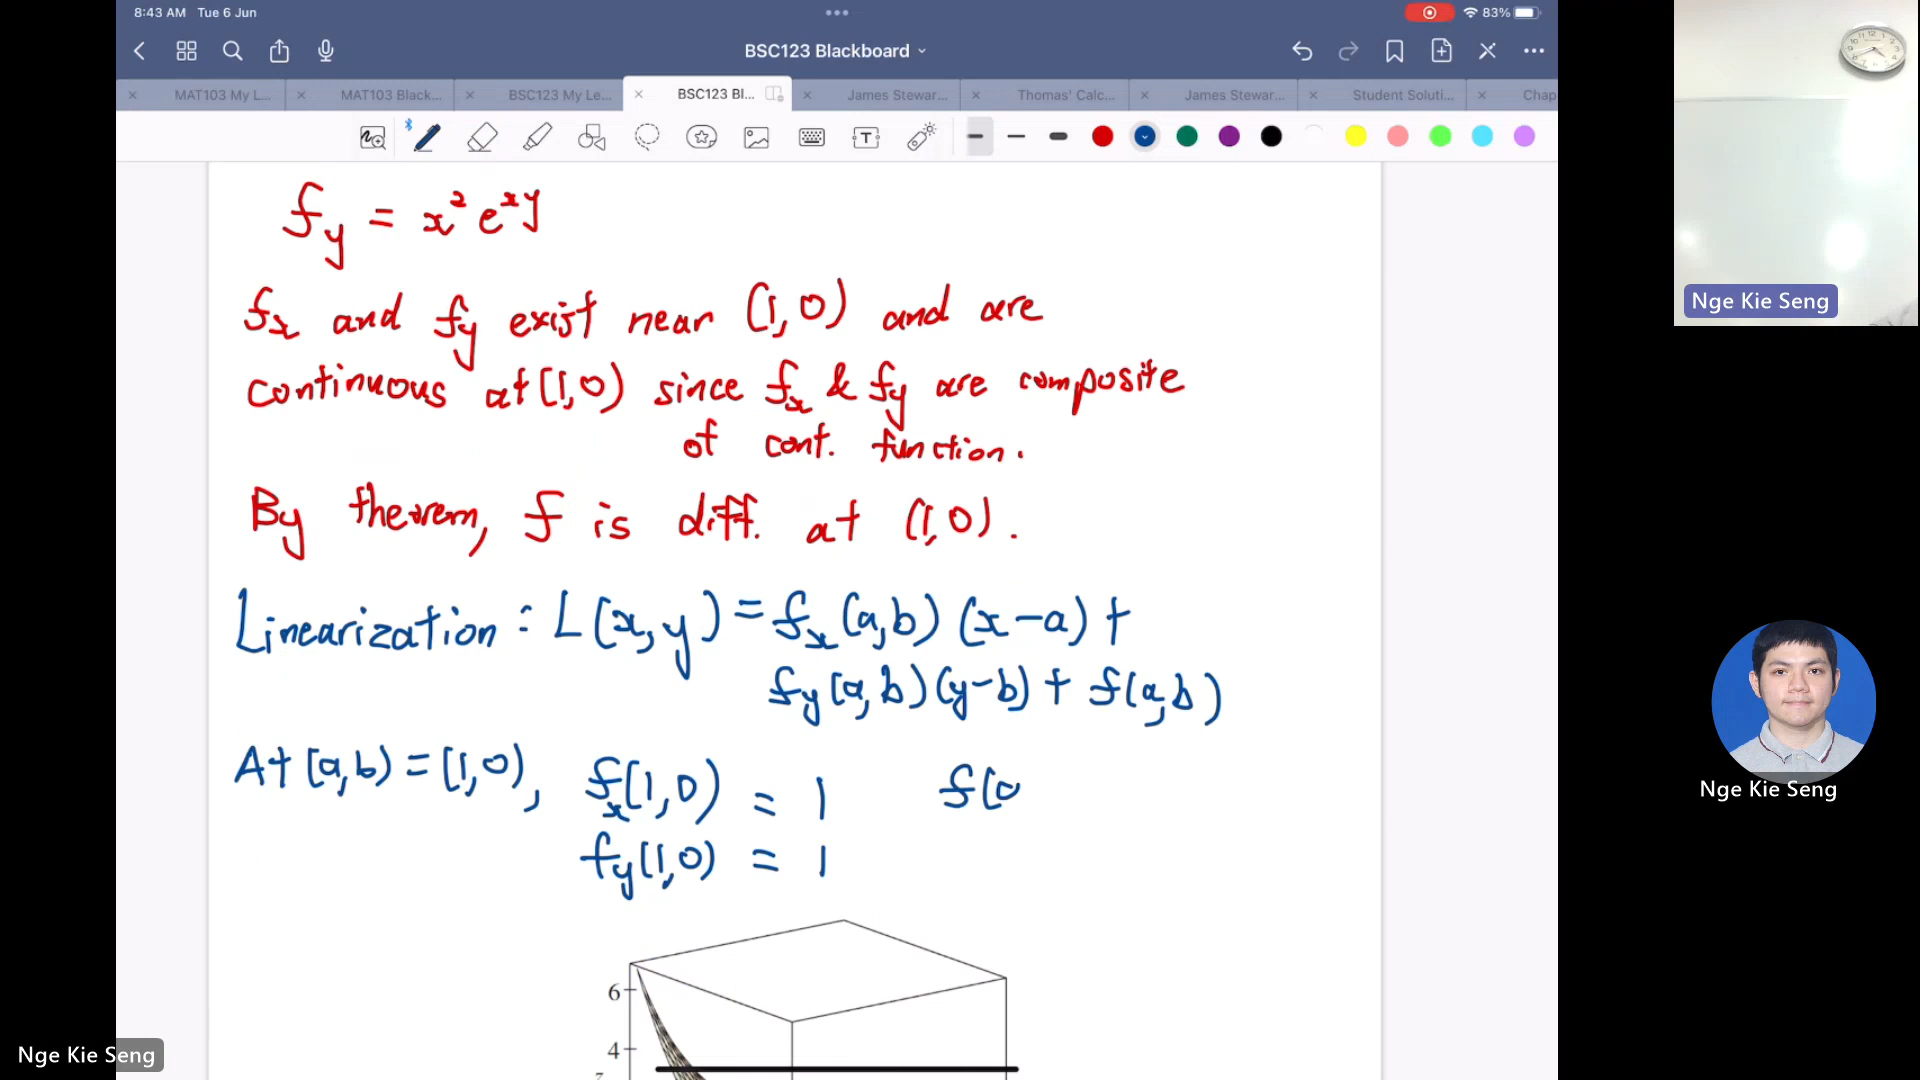 8:43 AM Tue 6 Jun
83%
BSC123 Blackboard
MAT103 My L...
MAT103 Black...
BSC123 My Le...
BSC123 Bl...
James Stewar...
Thomas' Calc...
James Stewar...
Student Soluti...
Chap
f_y = x² e^{xy}
f_x and f_y exist near (1,0) and are
continuous at (1,0) since f_x & f_y are composite
of cont. function.
By theorem, f is diff. at (1,0).
Linearization : L(x,y) = f_x(a,b)(x-a) +
f_y(a,b)(y-b) + f(a,b)
At (a,b) = (1,0), f_x(1,0) = 1 f(0
f_y(1,0) = 1
6
4
z
Nge Kie Seng
Nge Kie Seng
Nge Kie Seng